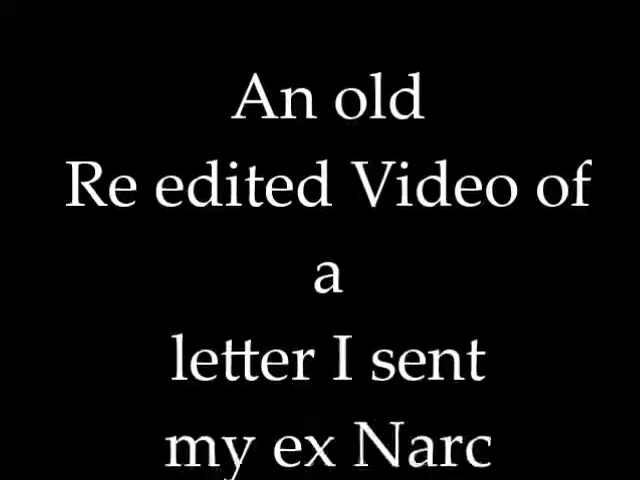 An old
Re edited Video of
a
letter I sent
my ex Narc